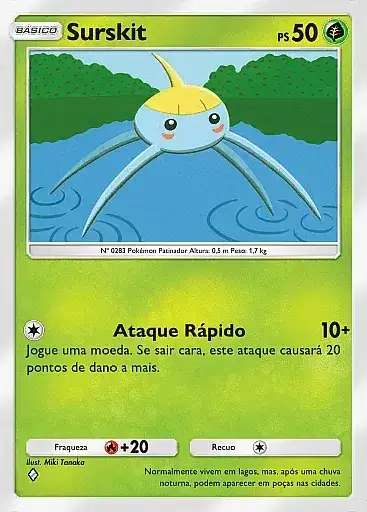 BÁSICO Surskit PS 50
Nº 0283 Pokémon Patinador Altura: 0,5 m Peso: 1,7 kg
Ataque Rápido 10+
Jogue uma moeda. Se sair cara, este ataque causará 20
pontos de dano a mais.
Fraqueza +20 Recuo
Ilust. Miki Tanaka
Normalmente vivem em lagos, mas, após uma chuva
noturna, podem aparecer em poças nas cidades.